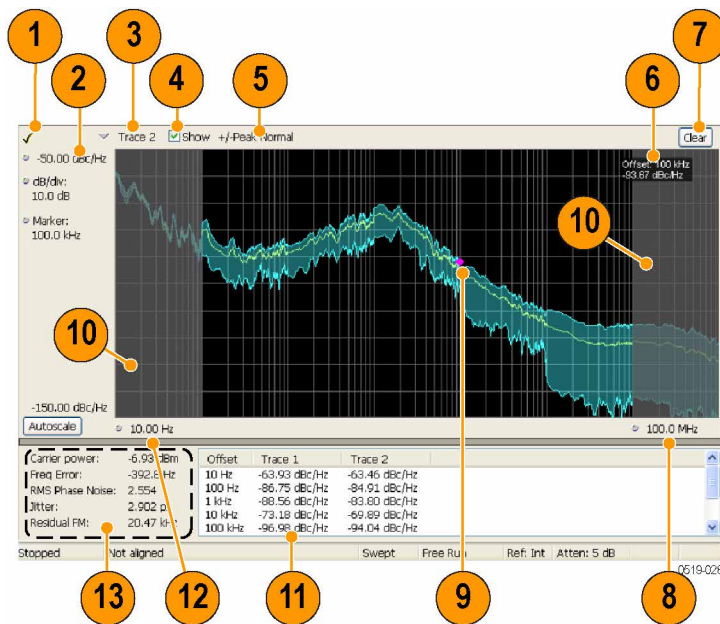 1
2
3
4
5
6
7
Trace 2 Show +/-Peak Normal Clear
-50.00 dBc/Hz
Offset: 100 kHz
-93.67 dBc/Hz
dB/div:
10.0 dB
Marker:
100.0 kHz
10
10
-150.00 dBc/Hz
Autoscale 10.00 Hz 100.0 MHz
Carrier power: -6.93 dBm
Freq Error: -392.8 Hz
RMS Phase Noise: 2.554
Jitter: 2.902
Residual FM: 20.47 kHz
Offset Trace 1 Trace 2
10 Hz -63.93 dBc/Hz -63.46 dBc/Hz
100 Hz -86.75 dBc/Hz -84.91 dBc/Hz
1 kHz -88.56 dBc/Hz -83.80 dBc/Hz
10 kHz -73.18 dBc/Hz -69.89 dBc/Hz
100 kHz -96.98 dBc/Hz -94.04 dBc/Hz
Stopped Not aligned Swept Free Run Ref: Int Atten: 5 dB
0519-026
13
12
11
9
8